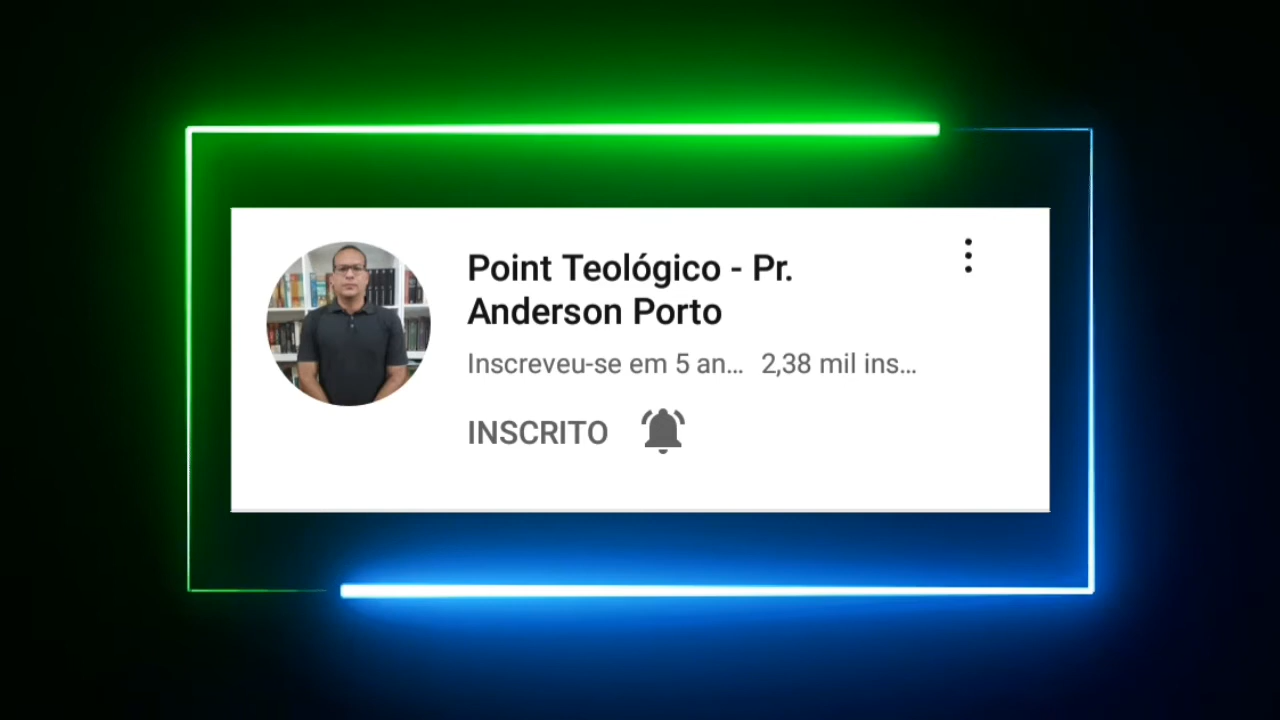 Point Teológico - Pr.
Anderson Porto
Inscreveu-se em 5 an... 2,38 mil ins...
INSCRITO